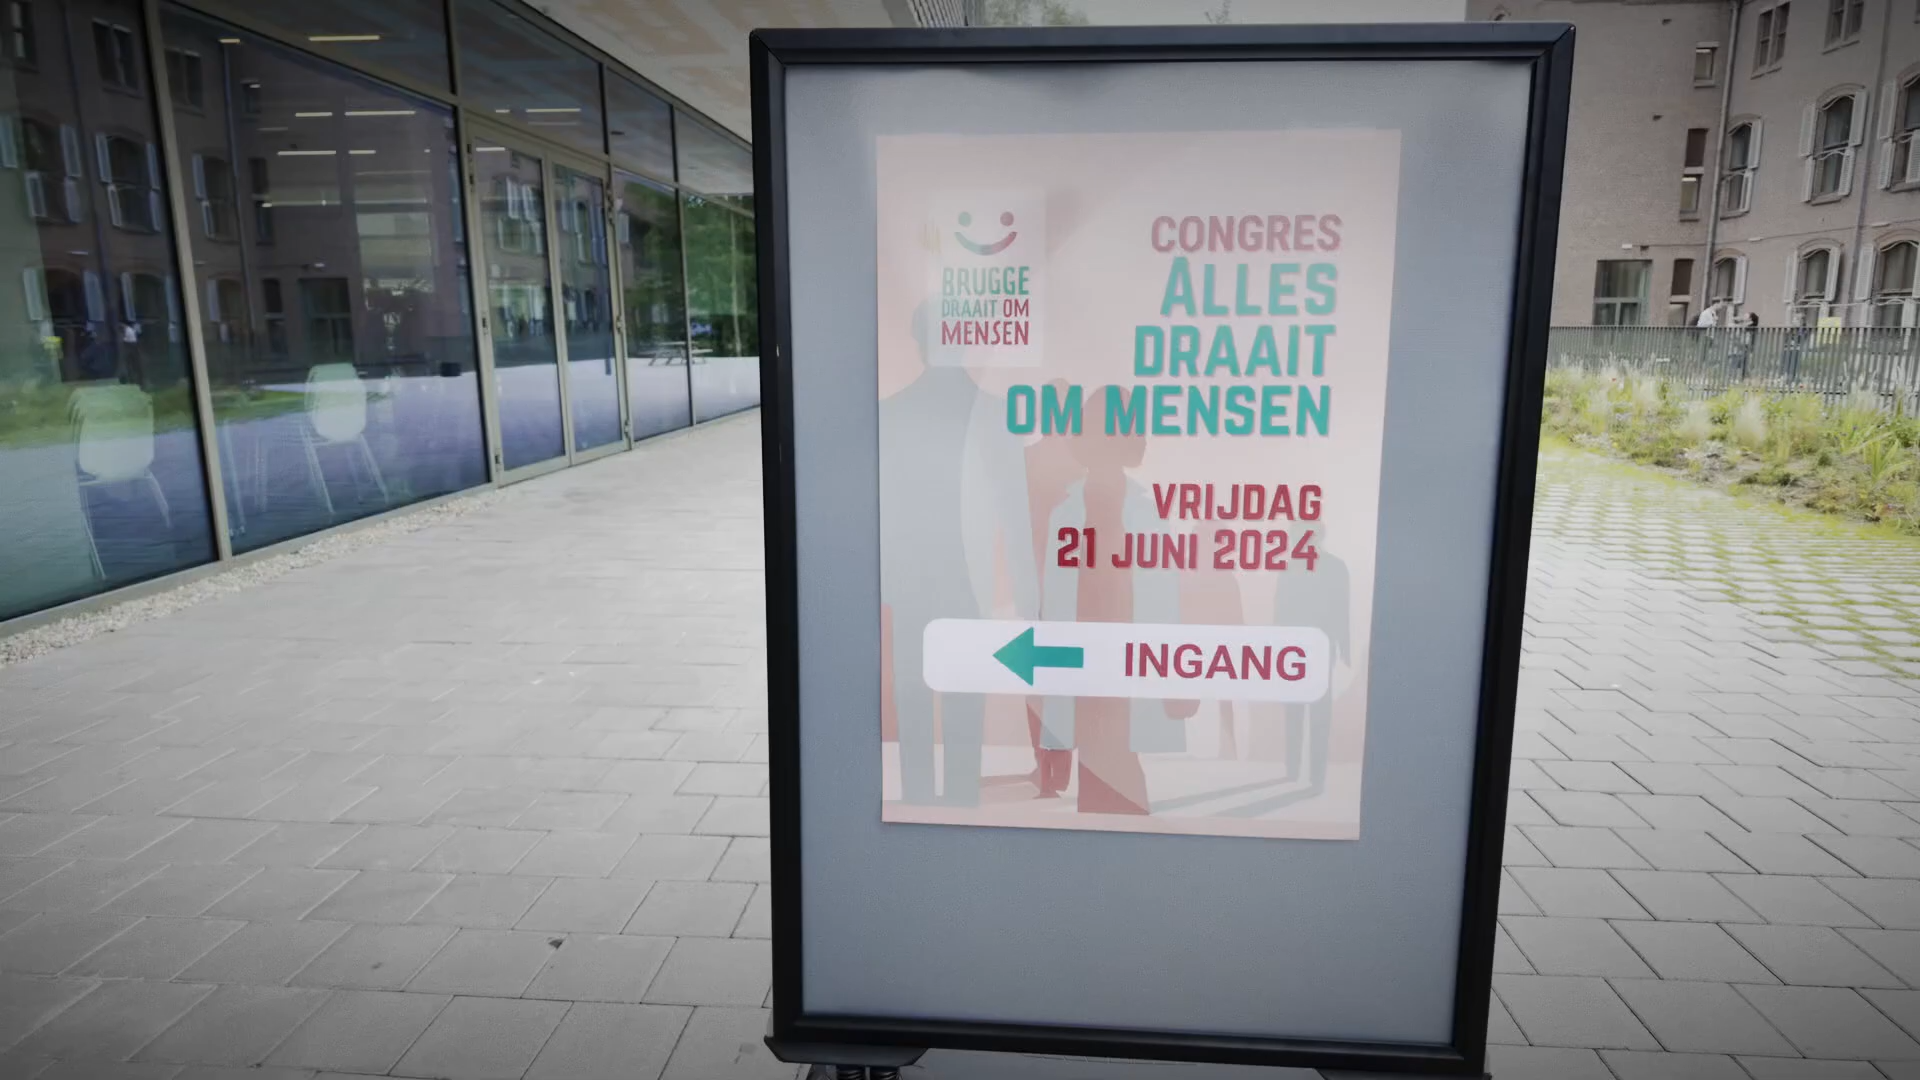 BRUGGE
DRAAIT OM
MENSEN
CONGRES
ALLES
DRAAIT
OM MENSEN
VRIJDAG
21 JUNI 2024
INGANG